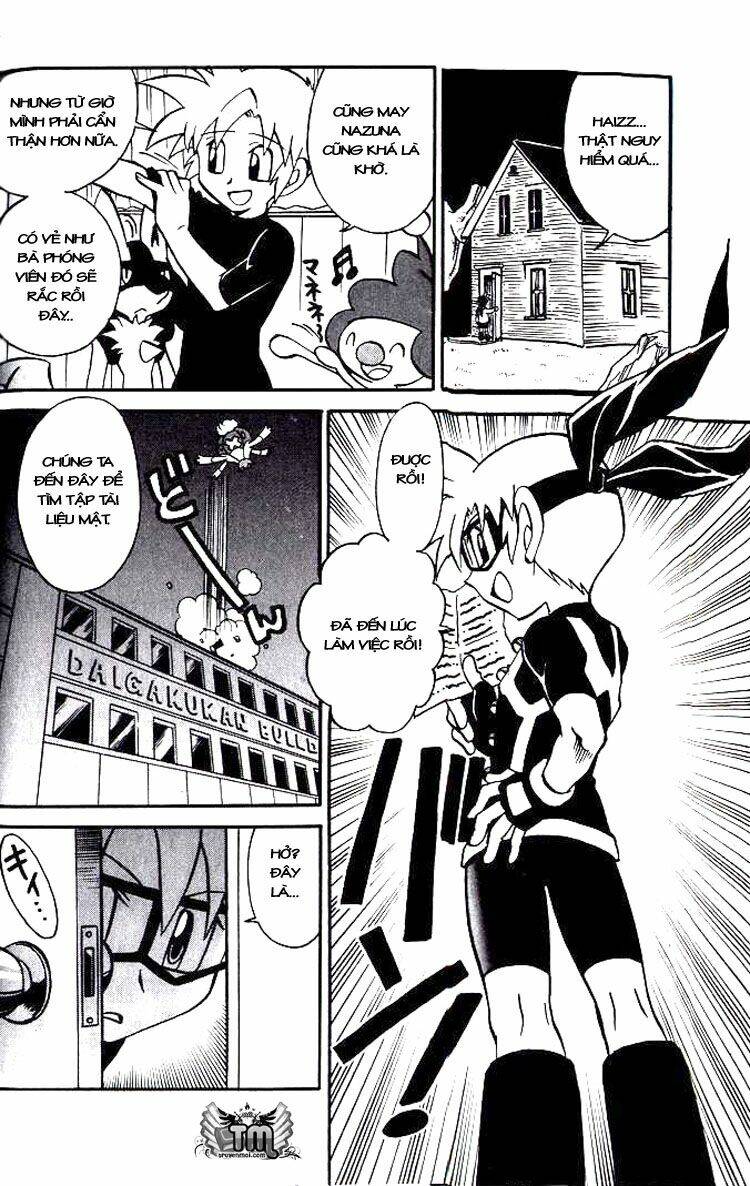 HAIZZ...
THẬT NGUY
HIỂM QUÁ...
CŨNG MAY
NAZUNA
CŨNG KHÁ LÀ
KHỜ.
NHƯNG TỪ GIỜ
MÌNH PHẢI CẨN
THẬN HƠN NỮA.
CÓ VẺ NHƯ
BÀ PHÓNG
VIÊN ĐÓ SẼ
RẮC RỐI
ĐÂY...
マネネ~
ĐƯỢC
RỒI!
ĐÃ ĐẾN LÚC
LÀM VIỆC RỒI!
CHÚNG TA
ĐẾN ĐÂY ĐỂ
TÌM TẬP TÀI
LIỆU MẬT.
DAIGAKUKAN BUILD
HỞ?
ĐÂY
LÀ...
キィ...
TM
truyenmoi.com